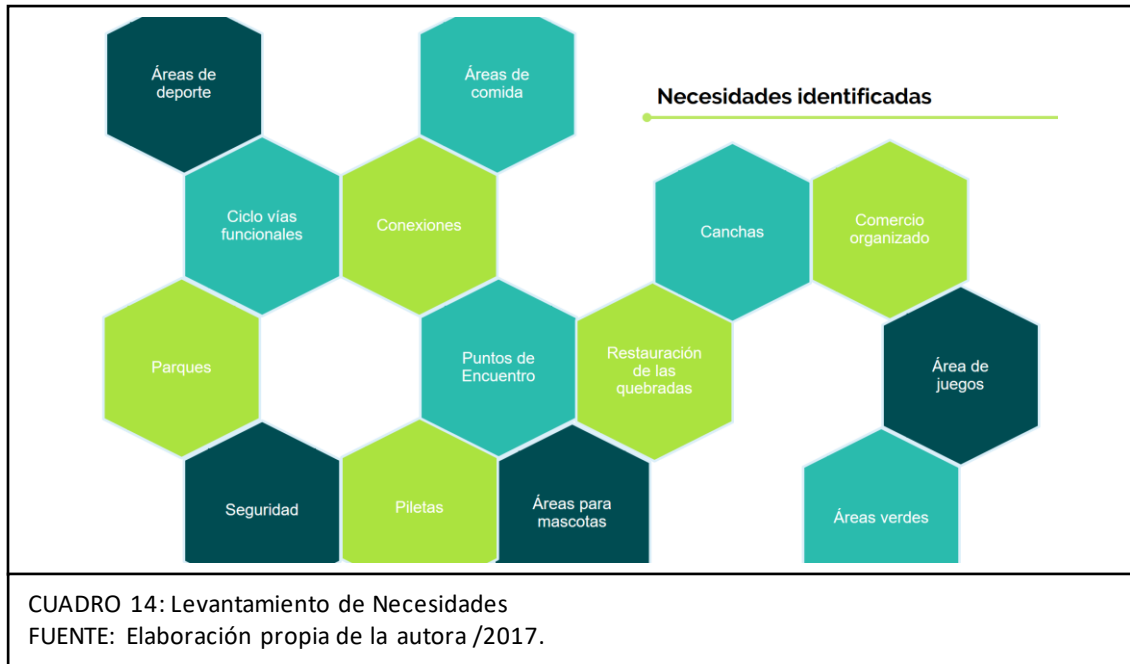 Áreas de
deporte
Áreas de
comida
Necesidades identificadas
Ciclo vías
funcionales
Conexiones
Canchas
Comercio
organizado
Parques
Puntos de
Encuentro
Restauración
de las
quebradas
Área de
juegos
Seguridad
Piletas
Áreas para
mascotas
Áreas verdes
CUADRO 14: Levantamiento de Necesidades
FUENTE: Elaboración propia de la autora /2017.